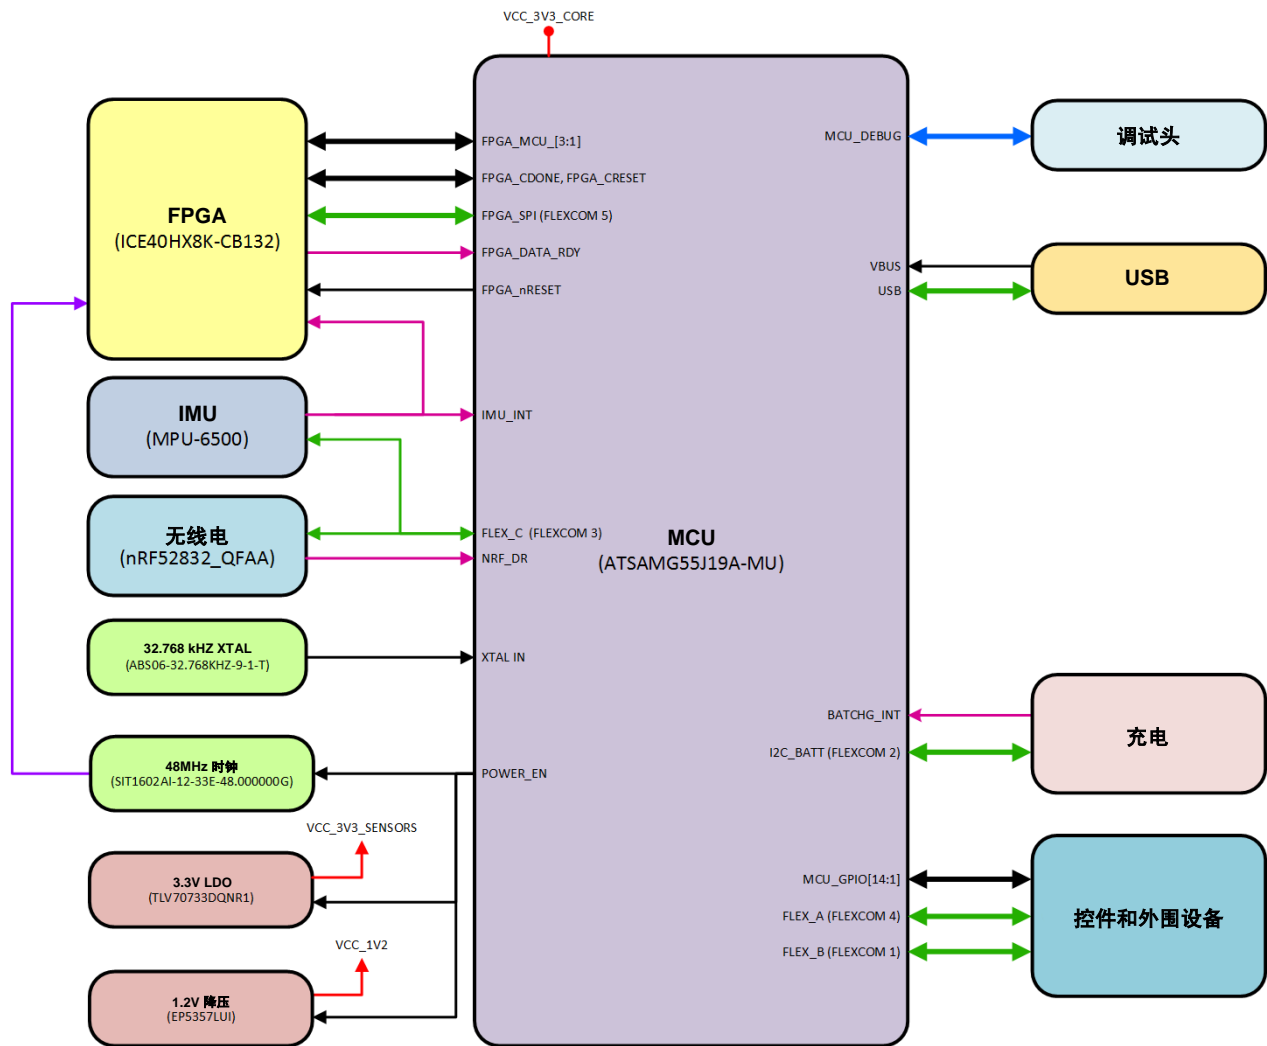 VCC_3V3_CORE
FPGA
(ICE40HX8K-CB132)
FPGA_MCU_[3:1]
FPGA_CDONE, FPGA_CRESET
FPGA_SPI (FLEXCOM 5)
FPGA_DATA_RDY
FPGA_nRESET
MCU_DEBUG
调试头
VBUS
USB
USB
IMU
(MPU-6500)
IMU_INT
无线电
(nRF52832_QFAA)
FLEX_C (FLEXCOM 3)
NRF_DR
MCU
(ATSAMG55J19A-MU)
32.768 kHZ XTAL
(ABS06-32.768KHZ-9-1-T)
XTAL IN
BATCHG_INT
I2C_BATT (FLEXCOM 2)
充电
48MHz 时钟
(SIT1602AI-12-33E-48.000000G)
POWER_EN
VCC_3V3_SENSORS
3.3V LDO
(TLV70733DQNR1)
MCU_GPIO[14:1]
FLEX_A (FLEXCOM 4)
FLEX_B (FLEXCOM 1)
控件和外围设备
VCC_1V2
1.2V 降压
(EP5357LUI)